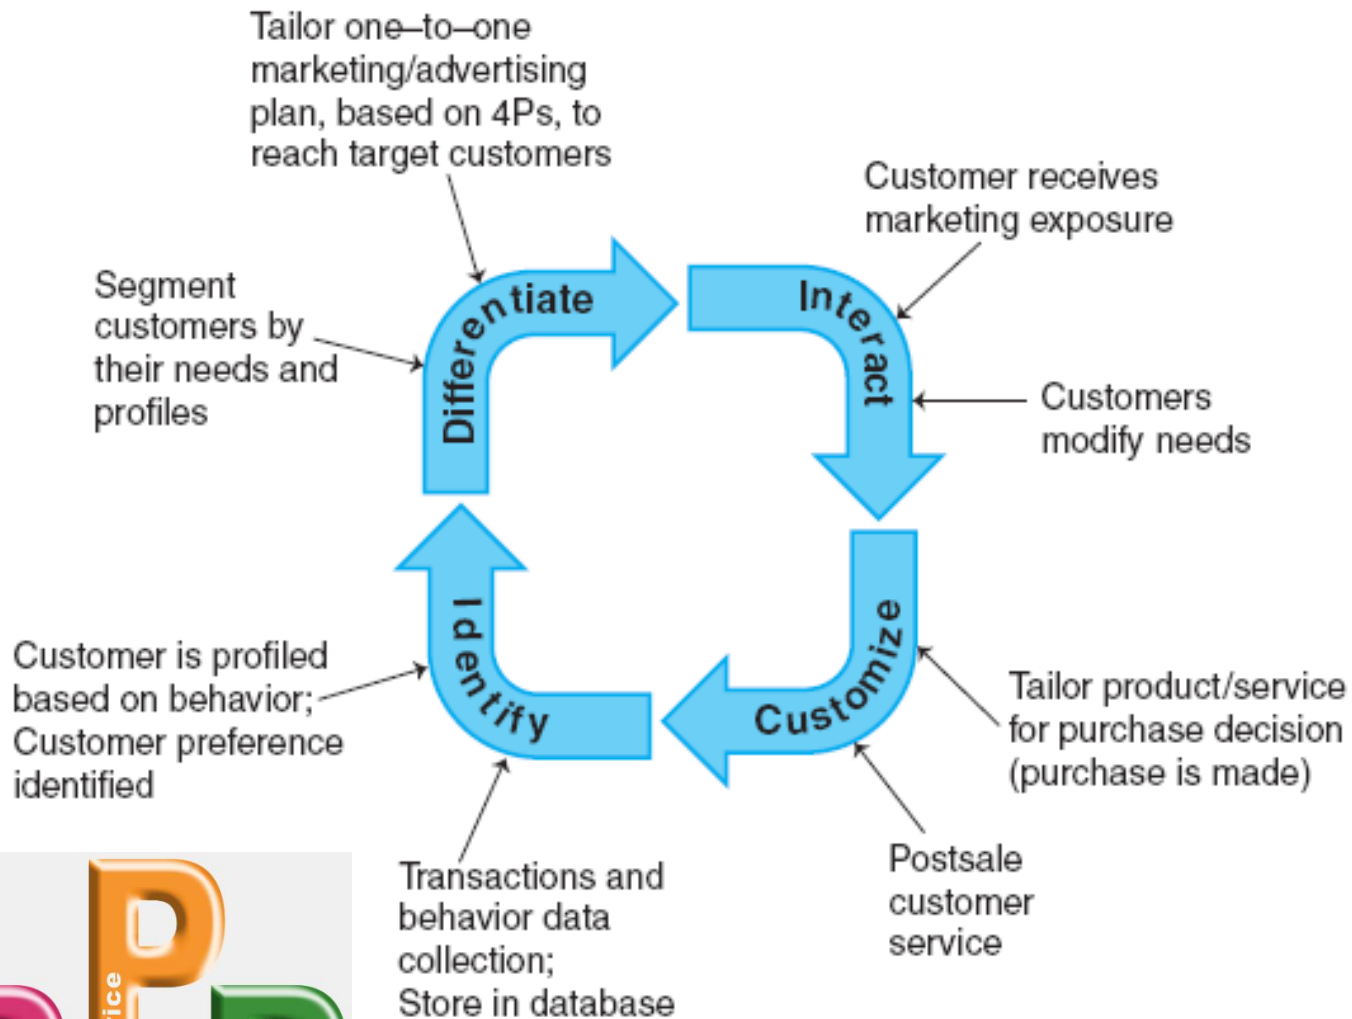 Tailor one–to–one
marketing/advertising
plan, based on 4Ps, to
reach target customers
Customer receives
marketing exposure
Segment
customers by
their needs and
profiles
Differentiate
Interact
Customers
modify needs
Identify
Customize
Customer is profiled
based on behavior;
Customer preference
identified
Tailor product/service
for purchase decision
(purchase is made)
Transactions and
behavior data
collection;
Store in database
Postsale
customer
service
P